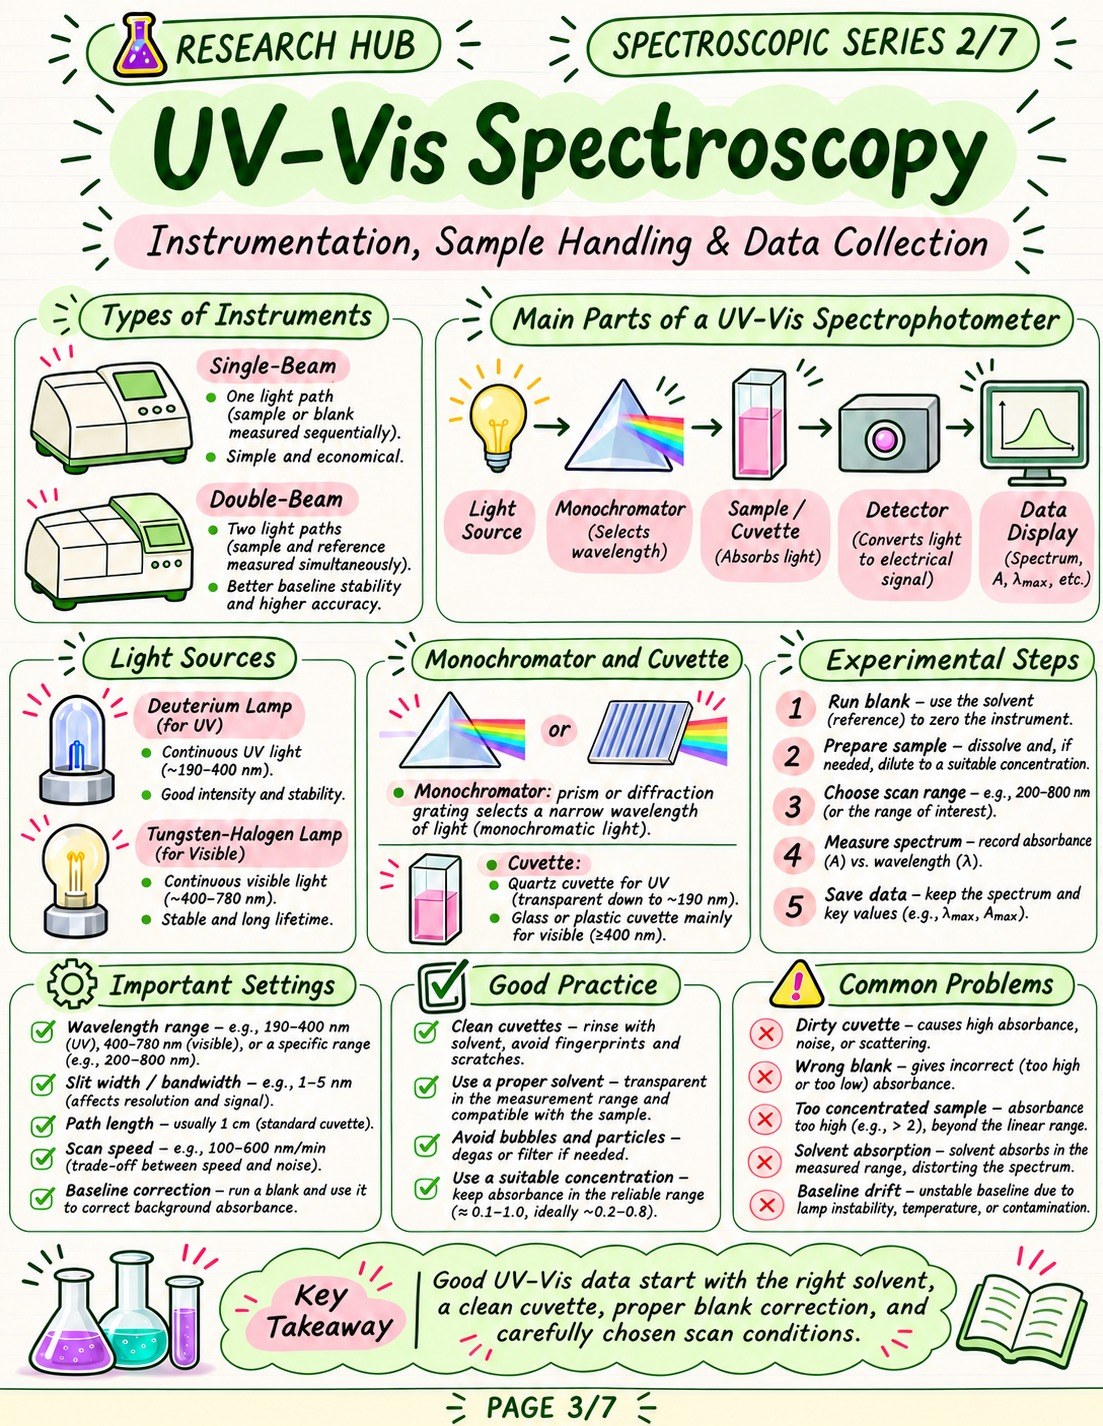 RESEARCH HUB
SPECTROSCOPIC SERIES 2/7
UV-Vis Spectroscopy
Instrumentation, Sample Handling & Data Collection
Types of Instruments
Single-Beam
One light path
(sample or blank
measured sequentially).
Simple and economical.
Double-Beam
Two light paths
(sample and reference
measured simultaneously).
Better baseline stability
and higher accuracy.
Main Parts of a UV-Vis Spectrophotometer
Light
Source
Monochromator
(Selects
wavelength)
Sample /
Cuvette
(Absorbs light)
Detector
(Converts light
to electrical
signal)
Data
Display
(Spectrum,
A, λmax, etc.)
Light Sources
Deuterium Lamp
(for UV)
Continuous UV light
(~190–400 nm).
Good intensity and stability.
Tungsten-Halogen Lamp
(for Visible)
Continuous visible light
(~400–780 nm).
Stable and long lifetime.
Monochromator and Cuvette
or
Monochromator: prism or diffraction
grating selects a narrow wavelength
of light (monochromatic light).
Cuvette:
Quartz cuvette for UV
(transparent down to ~190 nm).
Glass or plastic cuvette mainly
for visible (≥400 nm).
Experimental Steps
1 Run blank – use the solvent
(reference) to zero the instrument.
2 Prepare sample – dissolve and, if
needed, dilute to a suitable concentration.
3 Choose scan range – e.g., 200–800 nm
(or the range of interest).
4 Measure spectrum – record absorbance
(A) vs. wavelength (λ).
5 Save data – keep the spectrum and
key values (e.g., λmax, Amax).
Important Settings
Wavelength range – e.g., 190–400 nm
(UV), 400–780 nm (visible), or a specific range
(e.g., 200–800 nm).
Slit width / bandwidth – e.g., 1–5 nm
(affects resolution and signal).
Path length – usually 1 cm (standard cuvette).
Scan speed – e.g., 100–600 nm/min
(trade-off between speed and noise).
Baseline correction – run a blank and use it
to correct background absorbance.
Good Practice
Clean cuvettes – rinse with
solvent, avoid fingerprints and
scratches.
Use a proper solvent – transparent
in the measurement range and
compatible with the sample.
Avoid bubbles and particles –
degas or filter if needed.
Use a suitable concentration –
keep absorbance in the reliable range
(≈ 0.1–1.0, ideally ~0.2–0.8).
Common Problems
Dirty cuvette – causes high absorbance,
noise, or scattering.
Wrong blank – gives incorrect (too high
or too low) absorbance.
Too concentrated sample – absorbance
too high (e.g., > 2), beyond the linear range.
Solvent absorption – solvent absorbs in the
measured range, distorting the spectrum.
Baseline drift – unstable baseline due to
lamp instability, temperature, or contamination.
Key
Takeaway
Good UV-Vis data start with the right solvent,
a clean cuvette, proper blank correction, and
carefully chosen scan conditions.
PAGE 3/7